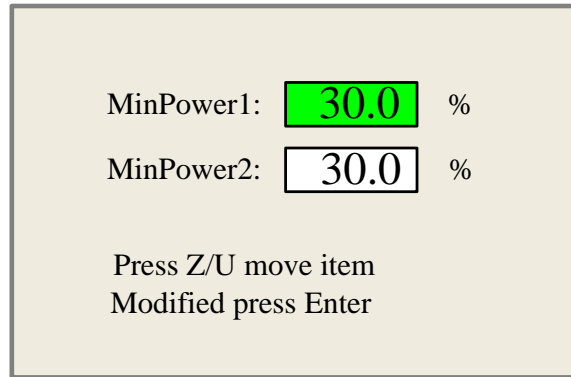 MinPower1: 30.0 %
MinPower2: 30.0 %
Press Z/U move item
Modified press Enter